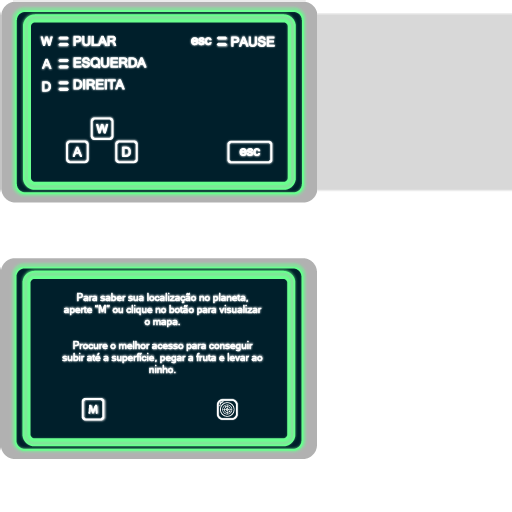 W = PULAR
esc = PAUSE
A = ESQUERDA
D = DIREITA
W
A
D
esc
Para saber sua localização no planeta,
aperte "M" ou clique no botão para visualizar
o mapa.
Procure o melhor acesso para conseguir
subir até a superfície, pegar a fruta e levar ao
ninho.
M